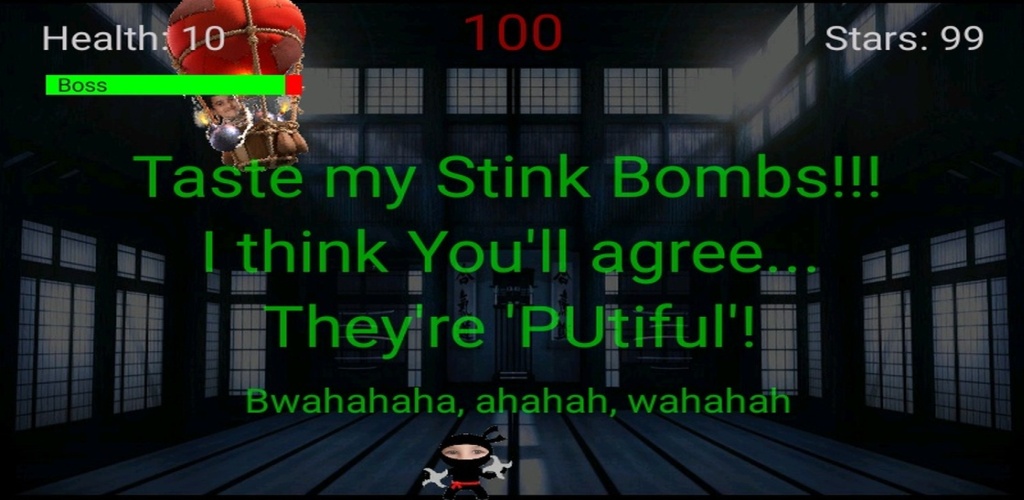 Health: 10
100
Stars: 99
Boss
Taste my Stink Bombs!!!
I think You'll agree...
They're 'PUtiful'!
Bwahahaha, ahahah, wahahah